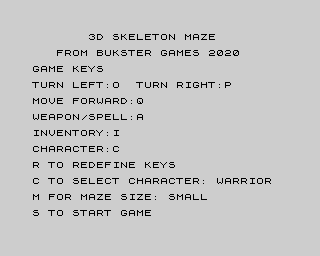 3D SKELETON MAZE
FROM BUKSTER GAMES 2020
GAME KEYS
TURN LEFT:O  TURN RIGHT:P
MOVE FORWARD:Q
WEAPON/SPELL:A
INVENTORY:I
CHARACTER:C
R TO REDEFINE KEYS
C TO SELECT CHARACTER: WARRIOR
M FOR MAZE SIZE: SMALL
S TO START GAME